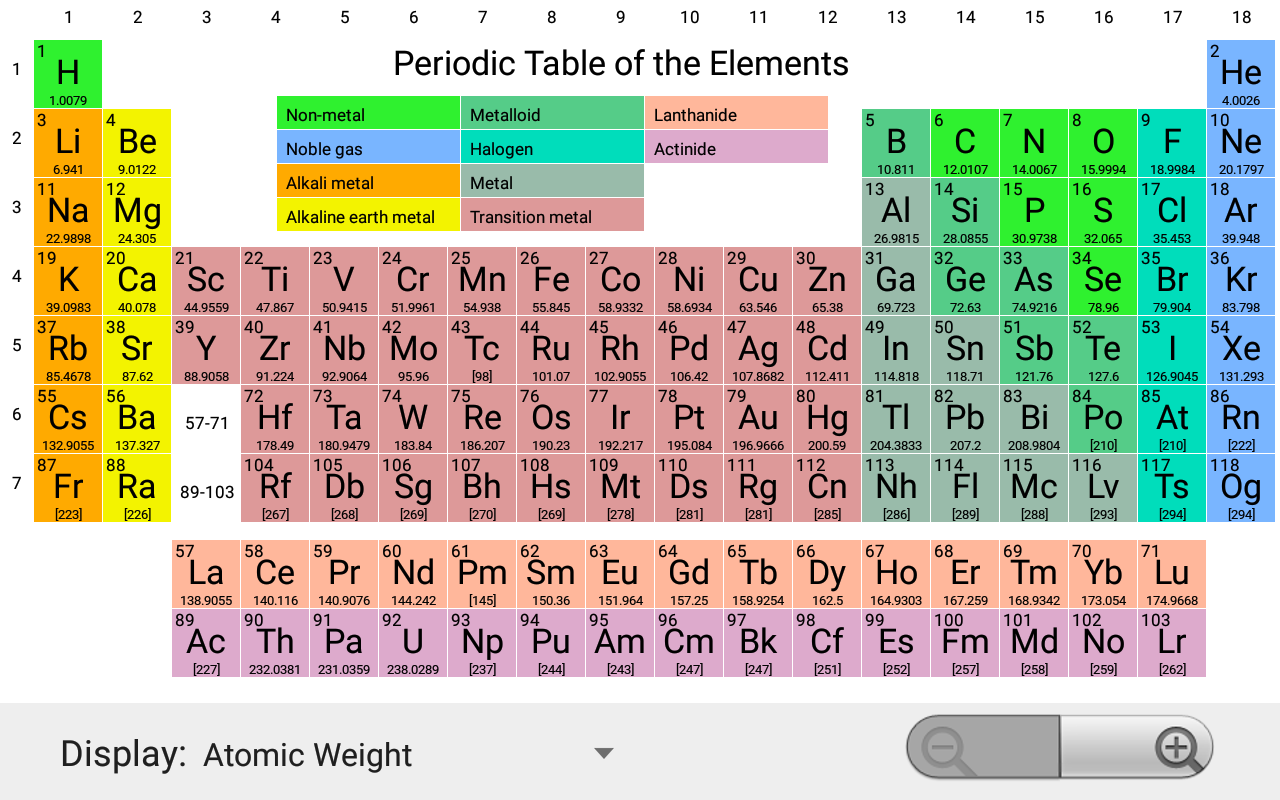 1 2 3 4 5 6 7 8 9 10 11 12 13 14 15 16 17 18
Periodic Table of the Elements
1 1 2
H He
1.0079 4.0026
Non-metal Metalloid Lanthanide
Noble gas Halogen Actinide
Alkali metal Metal
Alkaline earth metal Transition metal
2 3 4 5 6 7 8 9 10
Li Be B C N O F Ne
6.941 9.0122 10.811 12.0107 14.0067 15.9994 18.9984 20.1797
3 11 12 13 14 15 16 17 18
Na Mg Al Si P S Cl Ar
22.9898 24.305 26.9815 28.0855 30.9738 32.065 35.453 39.948
4 19 20 21 22 23 24 25 26 27 28 29 30 31 32 33 34 35 36
K Ca Sc Ti V Cr Mn Fe Co Ni Cu Zn Ga Ge As Se Br Kr
39.0983 40.078 44.9559 47.867 50.9415 51.9961 54.938 55.845 58.9332 58.6934 63.546 65.38 69.723 72.63 74.9216 78.96 79.904 83.798
5 37 38 39 40 41 42 43 44 45 46 47 48 49 50 51 52 53 54
Rb Sr Y Zr Nb Mo Tc Ru Rh Pd Ag Cd In Sn Sb Te I Xe
85.4678 87.62 88.9058 91.224 92.9064 95.96 [98] 101.07 102.9055 106.42 107.8682 112.411 114.818 118.71 121.76 127.6 126.9045 131.293
6 55 56 57-71 72 73 74 75 76 77 78 79 80 81 82 83 84 85 86
Cs Ba Hf Ta W Re Os Ir Pt Au Hg Tl Pb Bi Po At Rn
132.9055 137.327 178.49 180.9479 183.84 186.207 190.23 192.217 195.084 196.9666 200.59 204.3833 207.2 208.9804 [210] [210] [222]
7 87 88 89-103 104 105 106 107 108 109 110 111 112 113 114 115 116 117 118
Fr Ra Rf Db Sg Bh Hs Mt Ds Rg Cn Nh Fl Mc Lv Ts Og
[223] [226] [267] [268] [269] [270] [269] [278] [281] [281] [285] [286] [289] [288] [293] [294] [294]
57 58 59 60 61 62 63 64 65 66 67 68 69 70 71
La Ce Pr Nd Pm Sm Eu Gd Tb Dy Ho Er Tm Yb Lu
138.9055 140.116 140.9076 144.242 [145] 150.36 151.964 157.25 158.9254 162.5 164.9303 167.259 168.9342 173.054 174.9668
89 90 91 92 93 94 95 96 97 98 99 100 101 102 103
Ac Th Pa U Np Pu Am Cm Bk Cf Es Fm Md No Lr
[227] 232.0381 231.0359 238.0289 [237] [244] [243] [247] [247] [251] [252] [257] [258] [259] [262]
Display: Atomic Weight